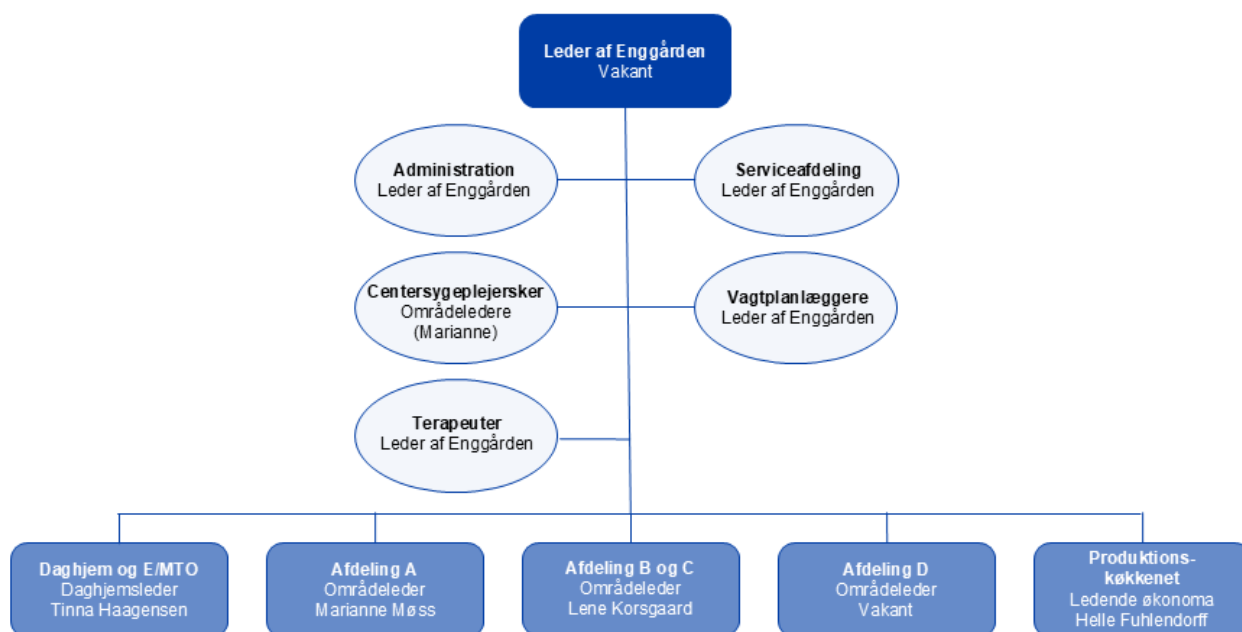 Leder af Enggården
Vakant
Administration
Leder af Enggården
Serviceafdeling
Leder af Enggården
Centersygeplejersker
Områdeledere
(Marianne)
Vagtplanlæggere
Leder af Enggården
Terapeuter
Leder af Enggården
Daghjem og E/MTO
Daghjemsleder
Tinna Haagensen
Afdeling A
Områdeleder
Marianne Møss
Afdeling B og C
Områdeleder
Lene Korsgaard
Afdeling D
Områdeleder
Vakant
Produktions-
køkkenet
Ledende økonoma
Helle Fuhlendorff